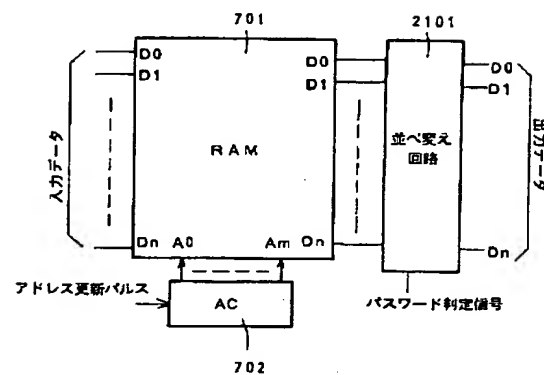 701
2101
D0
D1
D0
D1
D0
D1
RAM
並べ変え
回路
入力データ
出力データ
Dn
A0
Am
Dn
Dn
アドレス更新パルス
AC
パスワード判定信号
702